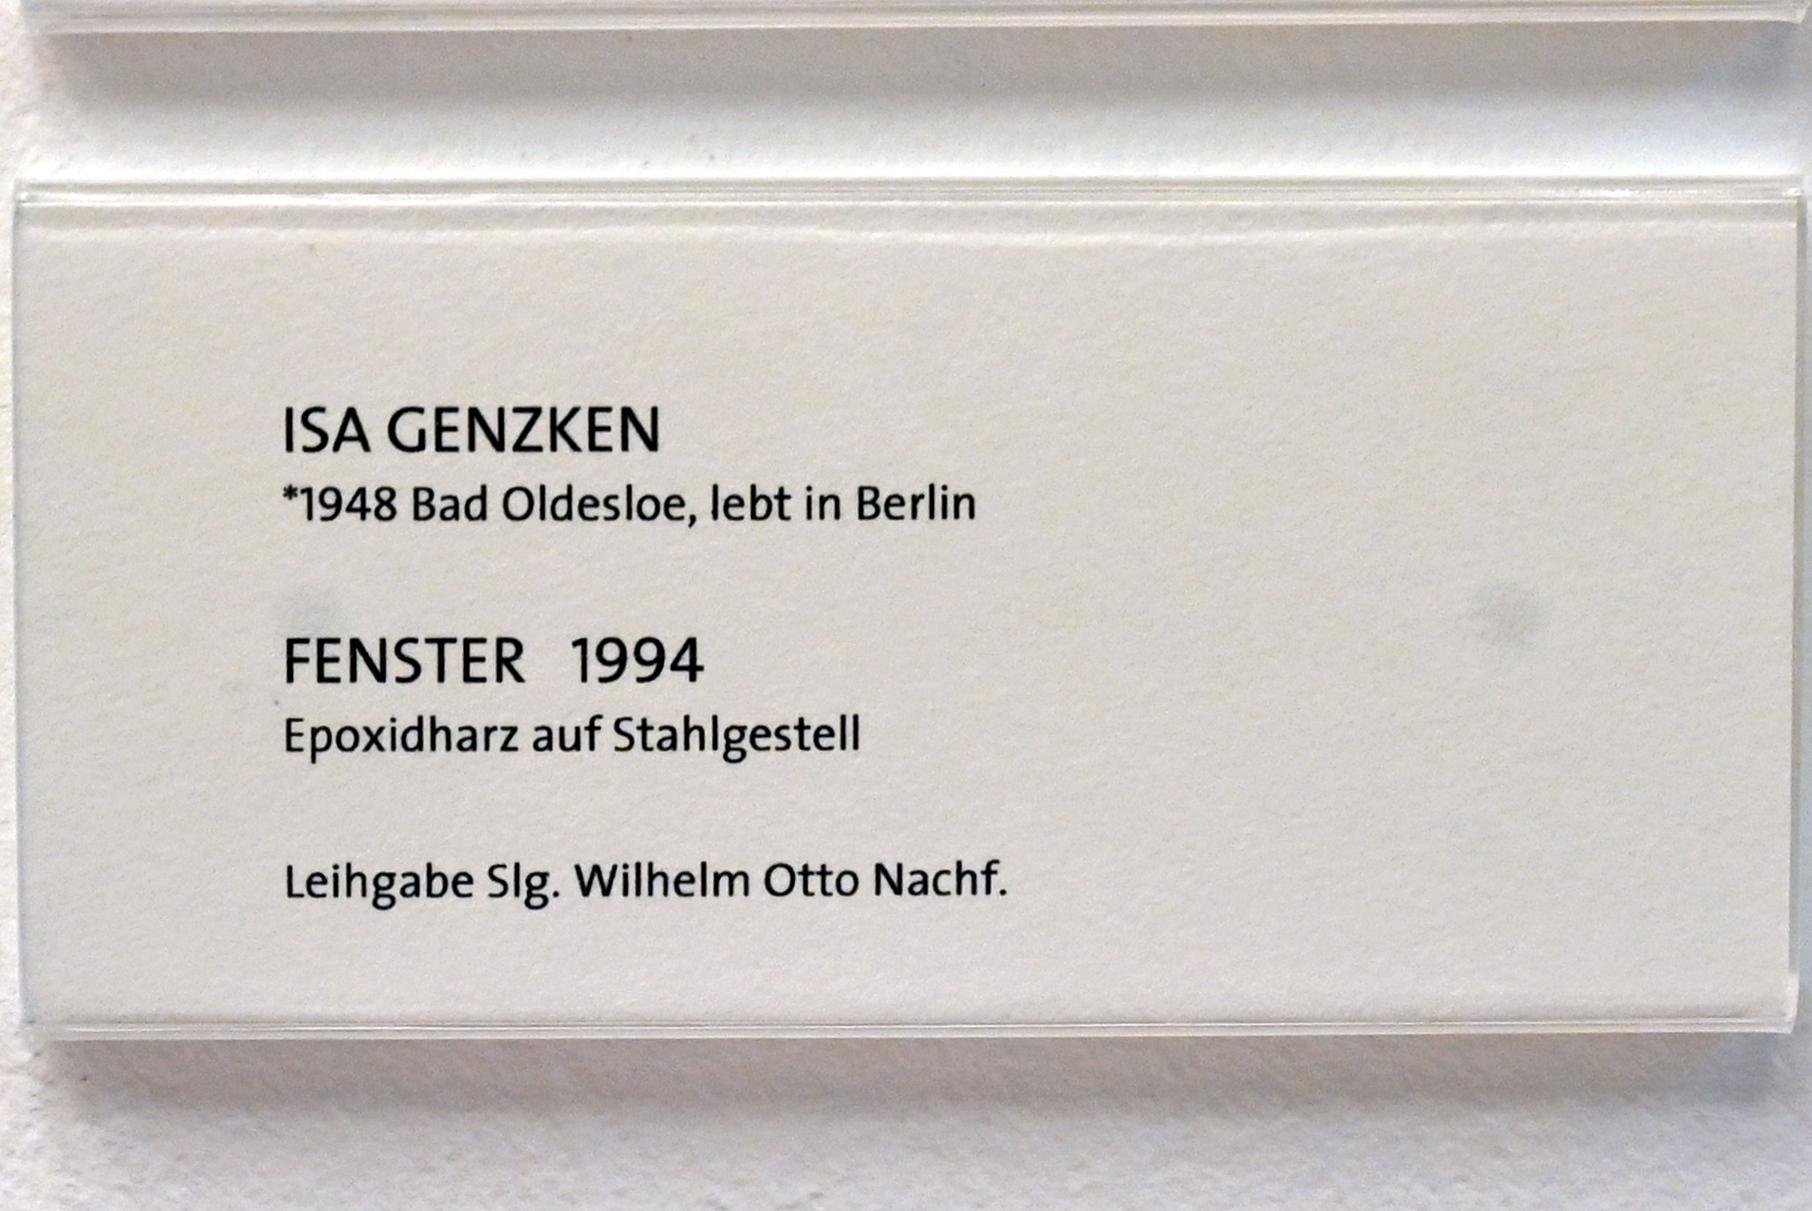 ISA GENZKEN
*1948 Bad Oldesloe, lebt in Berlin
FENSTER 1994
Epoxidharz auf Stahlgestell
Leihgabe Slg. Wilhelm Otto Nachf.